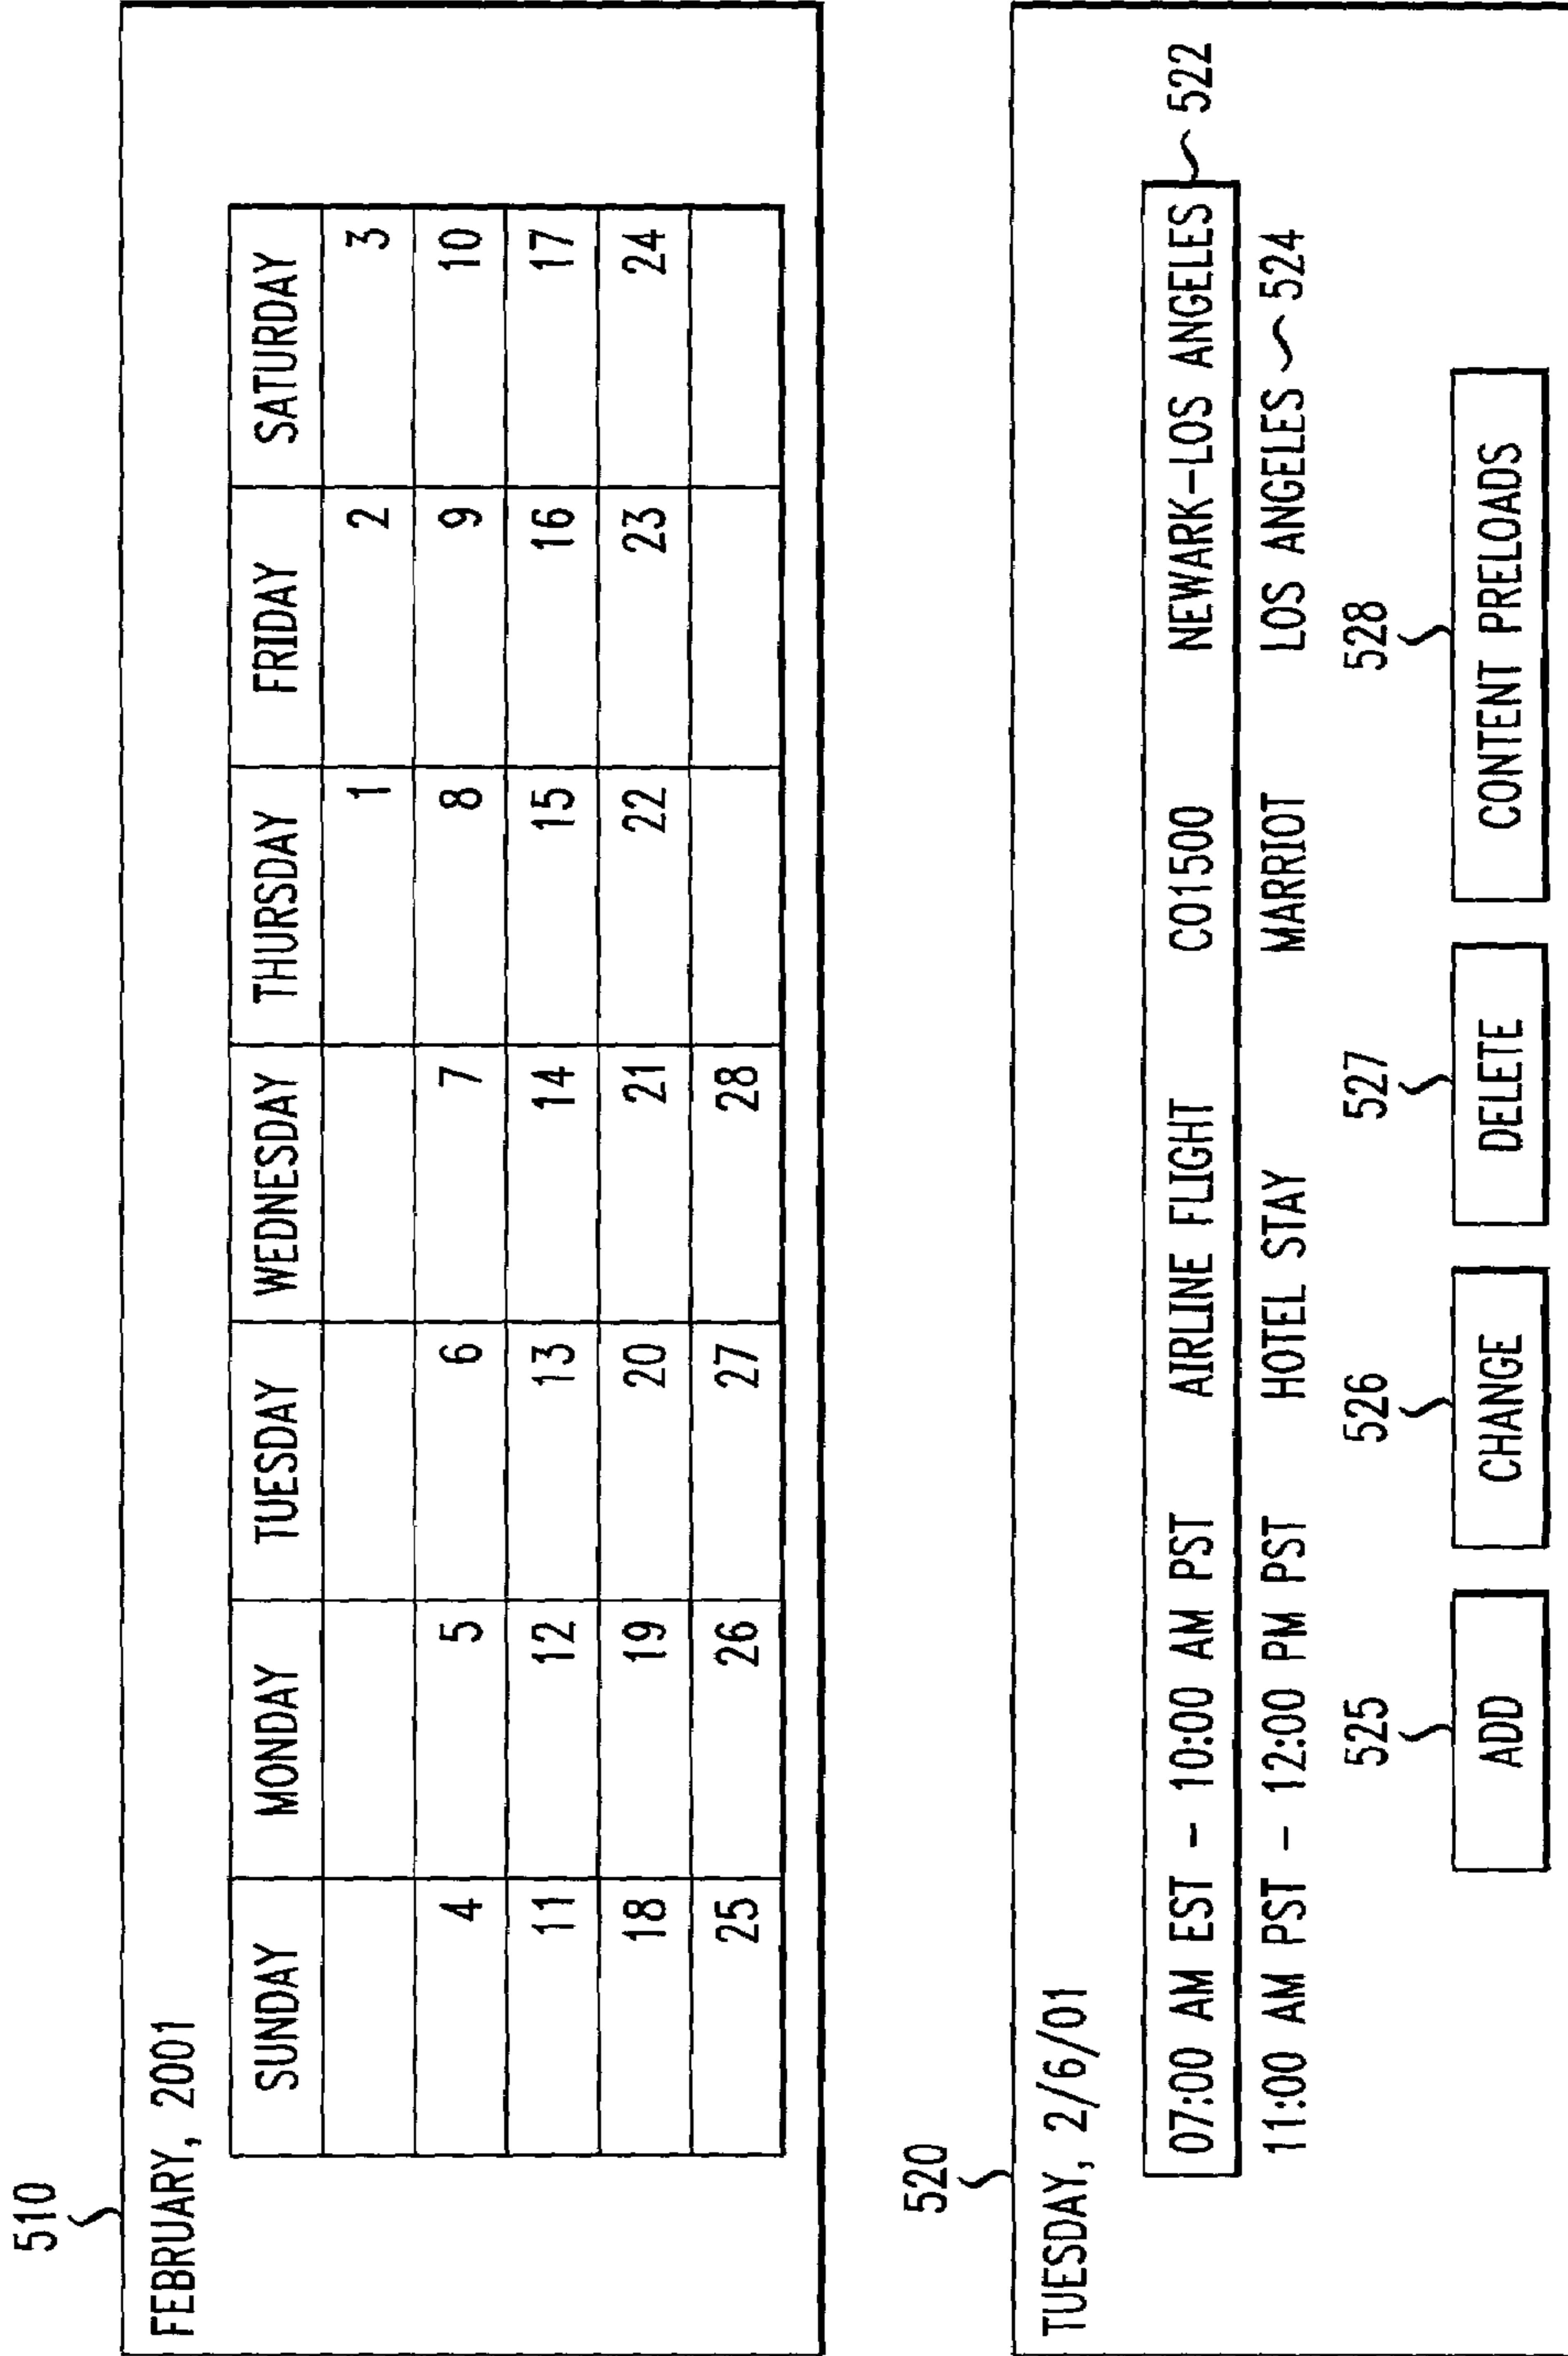 510
FEBRUARY, 2001
SUNDAY MONDAY TUESDAY WEDNESDAY THURSDAY FRIDAY SATURDAY
1 2 3
4 5 6 7 8 9 10
11 12 13 14 15 16 17
18 19 20 21 22 23 24
25 26 27 28
520
TUESDAY, 2/6/01
07:00 AM EST - 10:00 AM PST AIRLINE FLIGHT CO1500 NEWARK-LOS ANGELES 522
11:00 AM PST - 12:00 PM PST HOTEL STAY MARRIOT LOS ANGELES 524
525 526 527 528
ADD CHANGE DELETE CONTENT PRELOADS